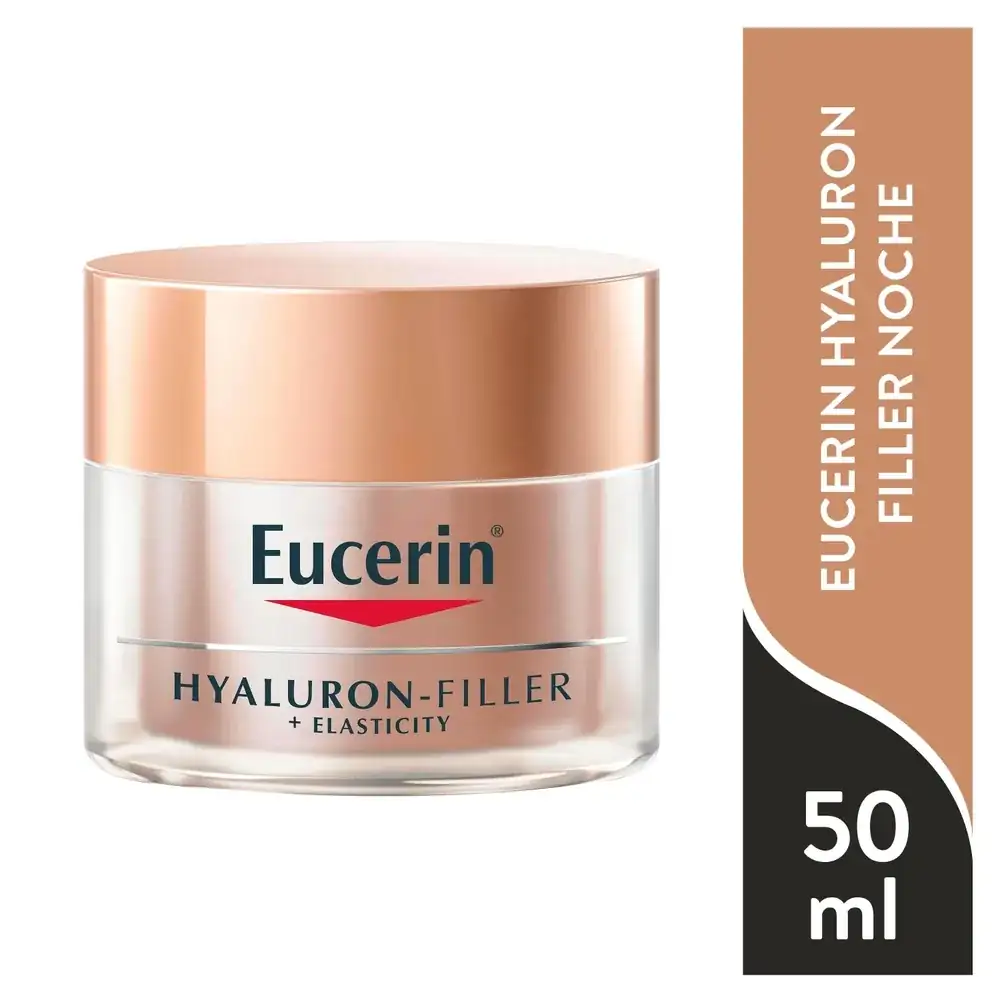 Eucerin®
HYALURON-FILLER
+ ELASTICITY
EUCERIN HYALURON
FILLER NOCHE
50
ml